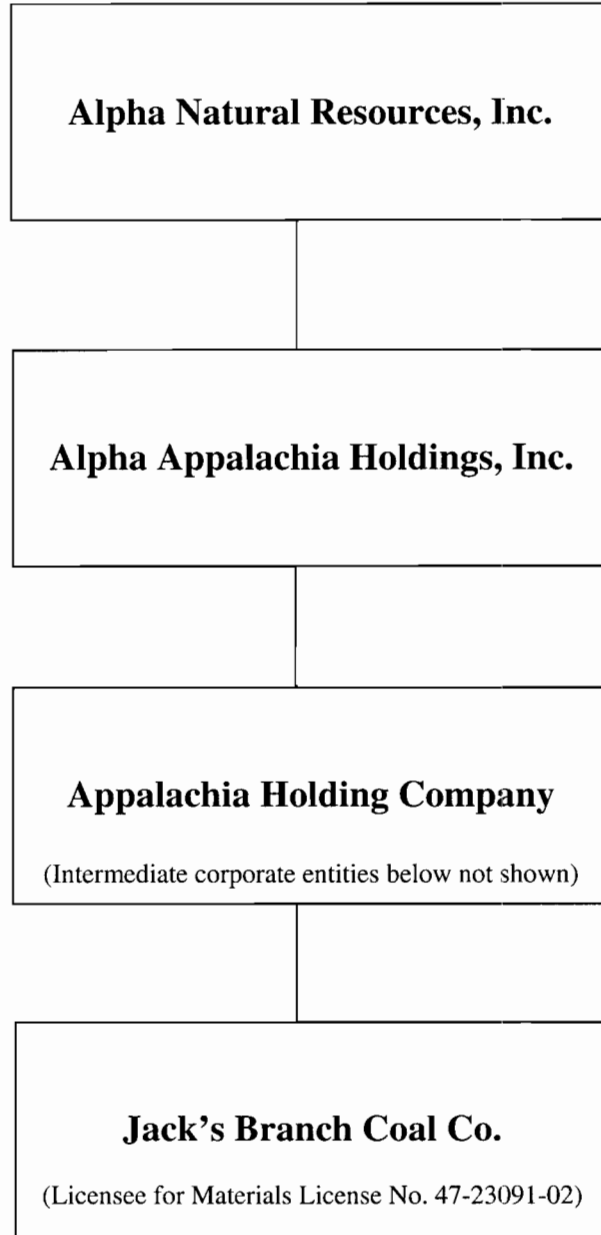 Alpha Natural Resources, Inc.
Alpha Appalachia Holdings, Inc.
Appalachia Holding Company
(Intermediate corporate entities below not shown)
Jack's Branch Coal Co.
(Licensee for Materials License No. 47-23091-02)